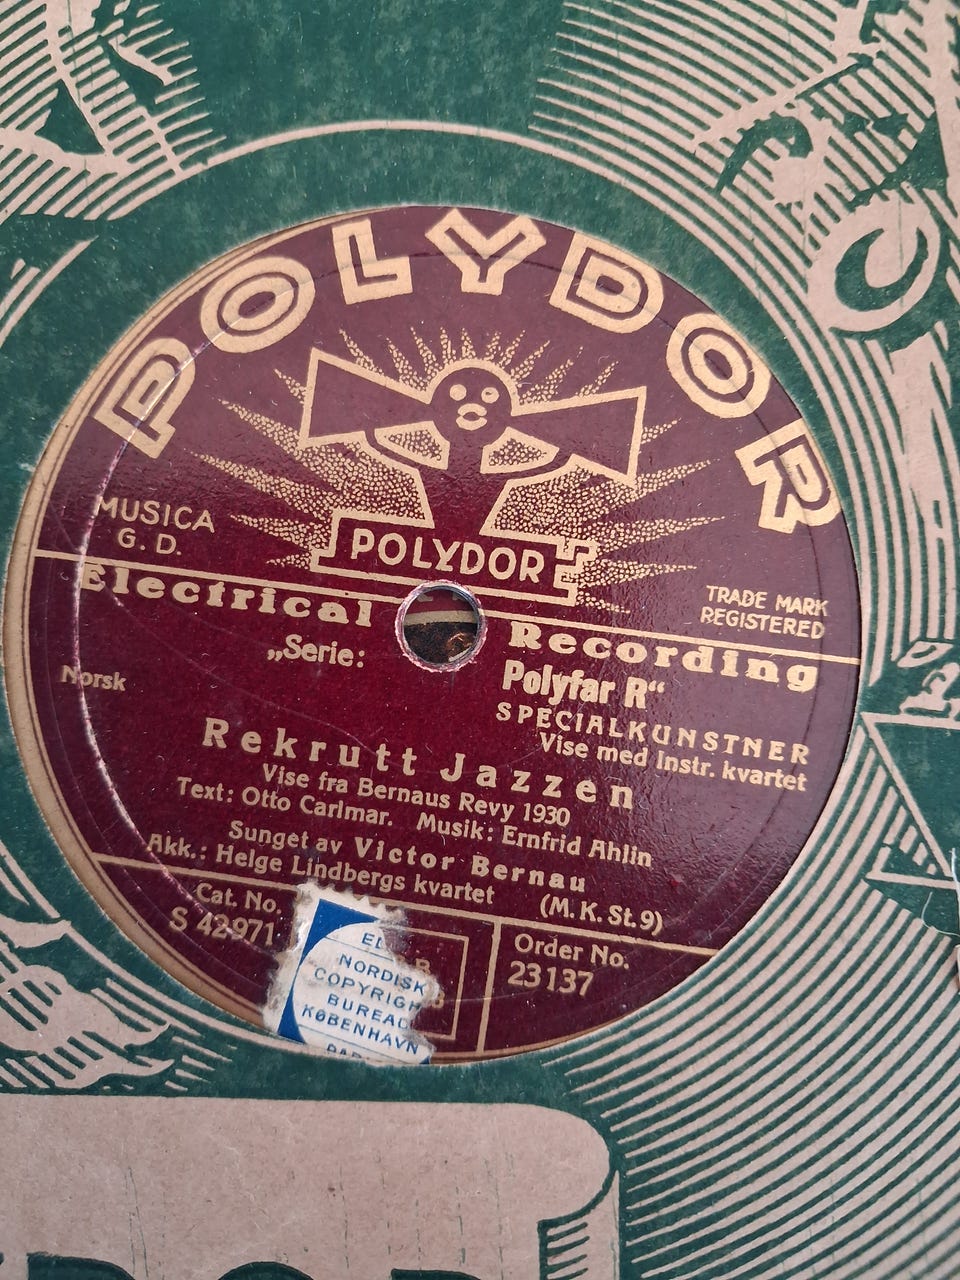 POLYDOR
POLYDOR
MUSICA
G. D.
TRADE MARK
REGISTERED
Electrical Recording
„Serie: Polyfar R“
Norsk
SPECIALKUNSTNER
Vise med Instr. kvartet
Rekrutt Jazzen
Vise fra Bernaus Revy 1930
Text: Otto Carlmar. Musik: Ernfrid Ahlin
Sunget av Victor Bernau
Akk.: Helge Lindbergs kvartet
(M. K. St. 9)
Cat. No.
S 42971
Order No.
23137
NORDISK
COPYRIGH
BUREAU
KØBENHAVN